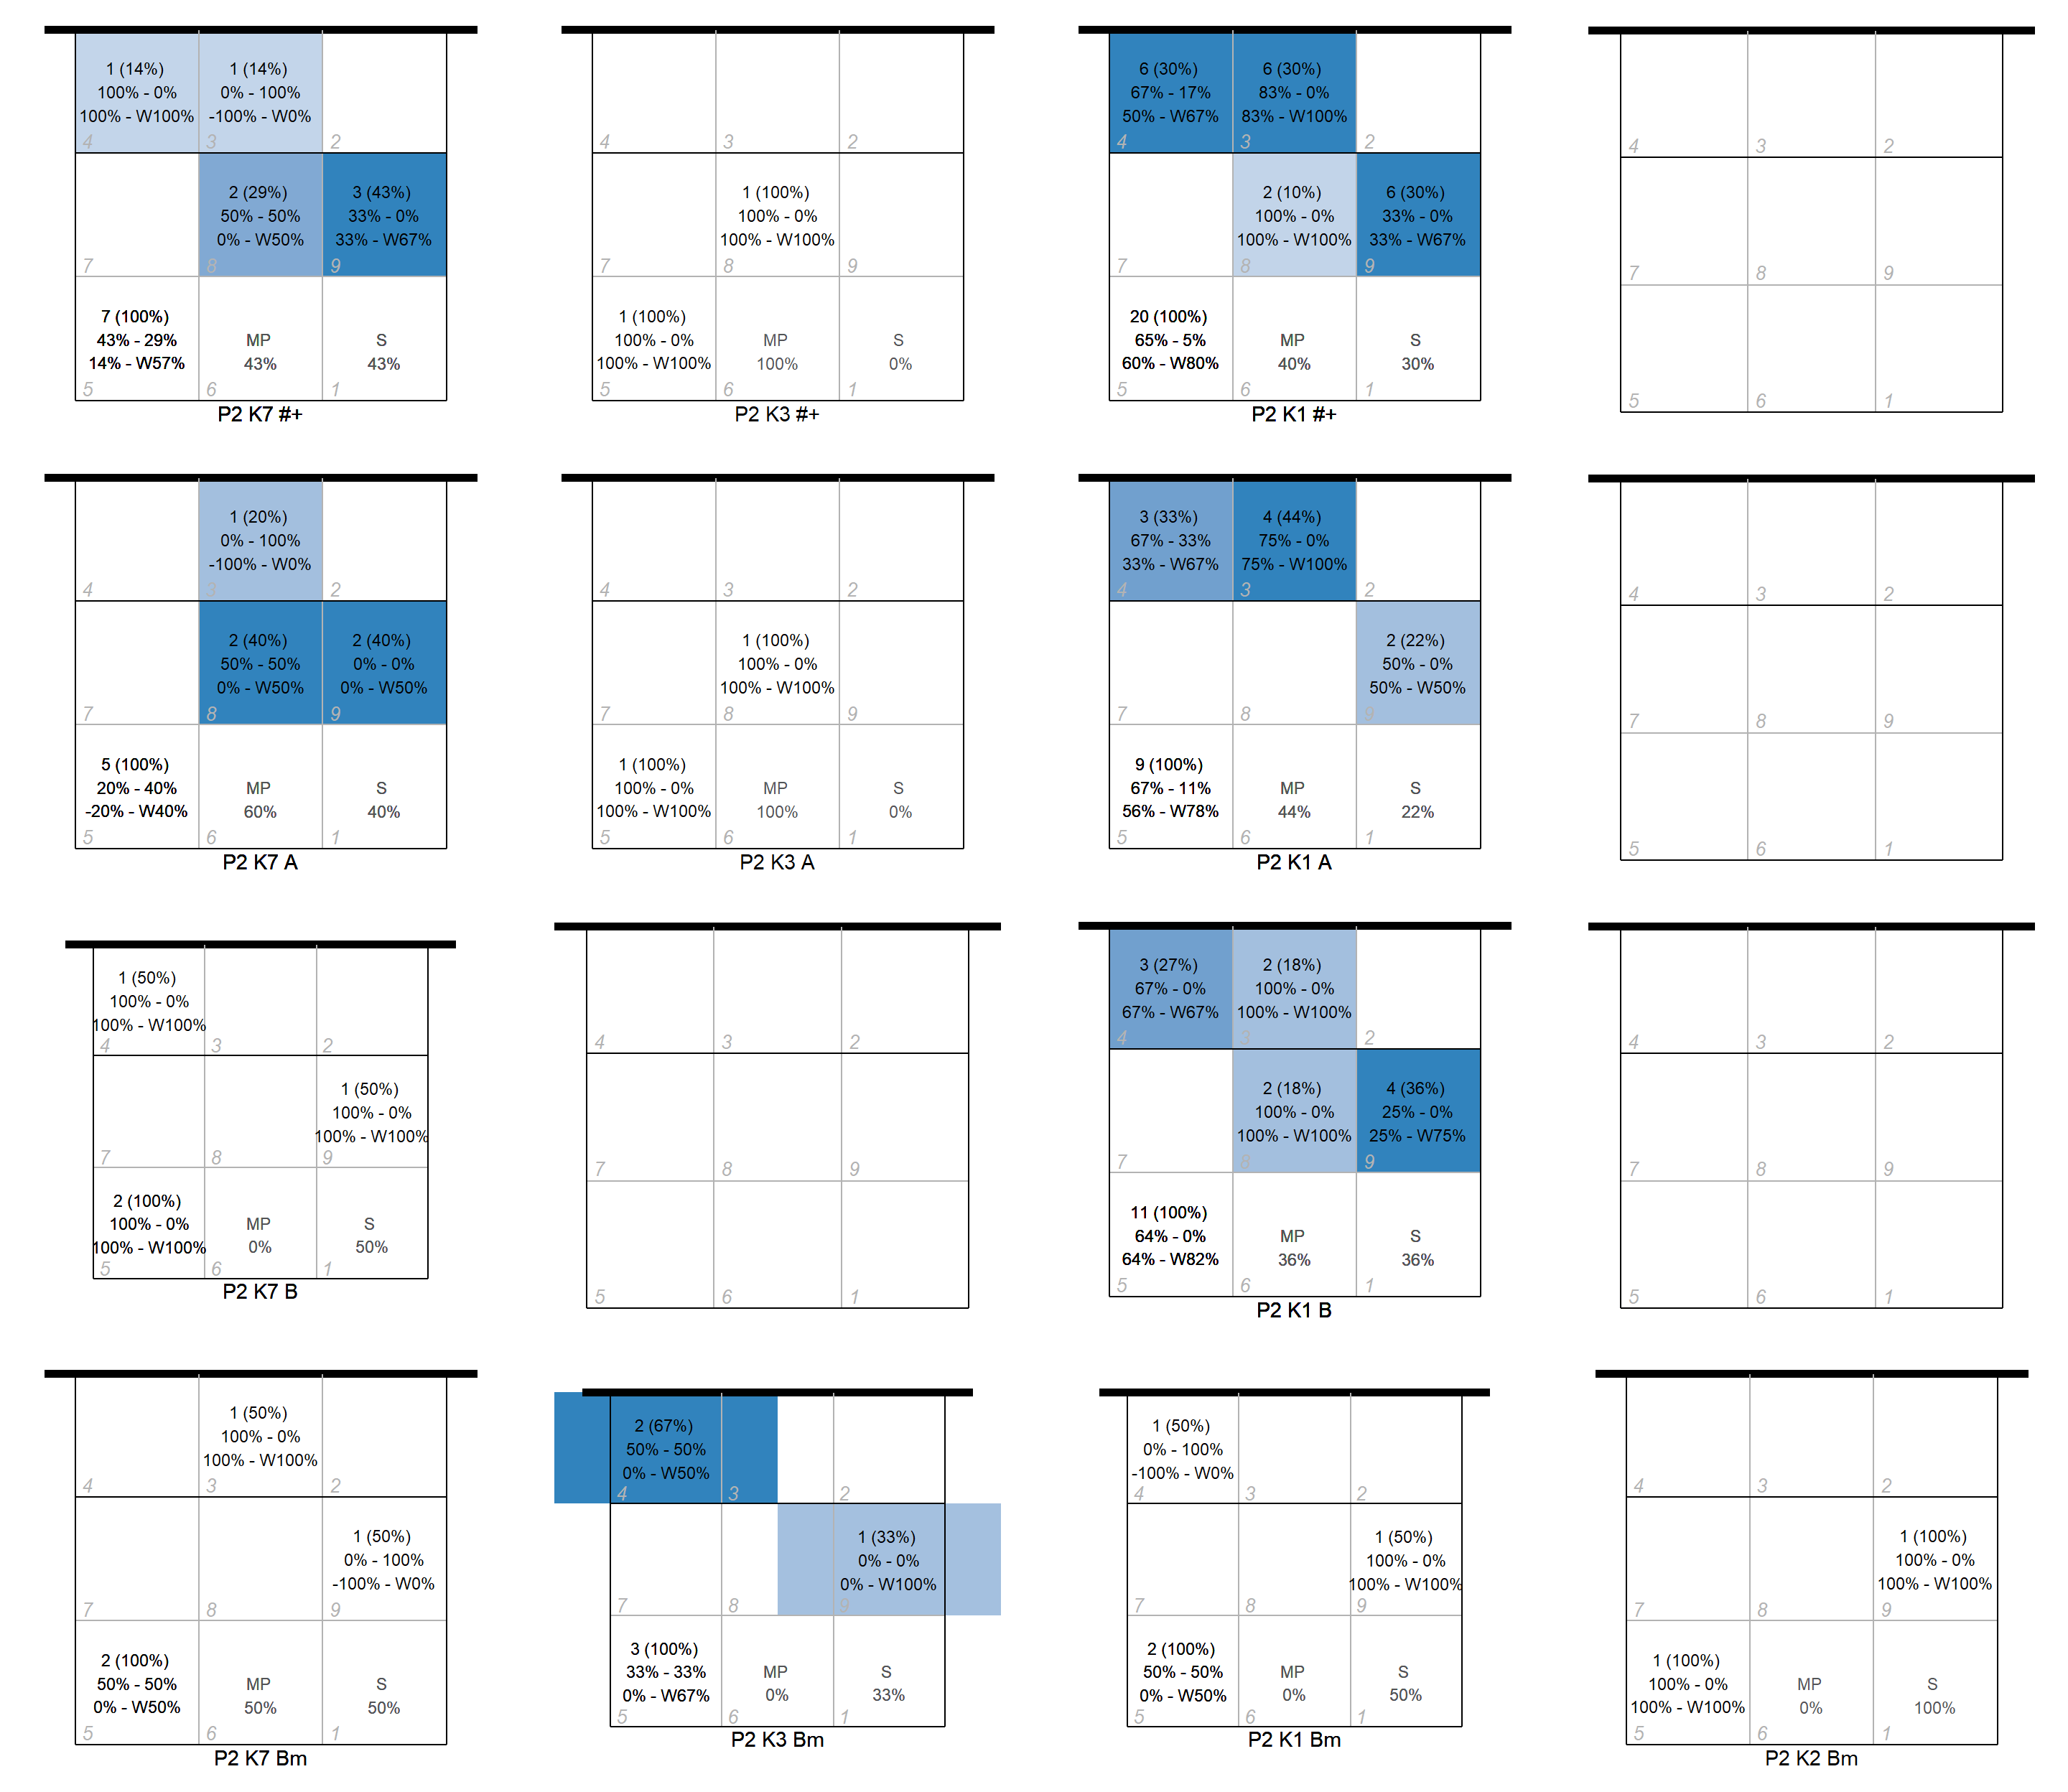 1 (14%)
100% - 0%
100% - W100%
4
1 (14%)
0% - 100%
-100% - W0%
3
2
7
2 (29%)
50% - 50%
0% - W50%
8
3 (43%)
33% - 0%
33% - W67%
9
7 (100%)
43% - 29%
14% - W57%
5
MP
43%
6
S
43%
1
P2 K7 #+
4
3
2
7
1 (100%)
100% - 0%
100% - W100%
8
9
1 (100%)
100% - 0%
100% - W100%
5
MP
100%
6
S
0%
1
P2 K3 #+
6 (30%)
67% - 17%
50% - W67%
4
6 (30%)
83% - 0%
83% - W100%
3
2
7
2 (10%)
100% - 0%
100% - W100%
8
6 (30%)
33% - 0%
33% - W67%
9
20 (100%)
65% - 5%
60% - W80%
5
MP
40%
6
S
30%
1
P2 K1 #+
4
3
2
7
8
9
5
6
1
4
1 (20%)
0% - 100%
-100% - W0%
3
2
7
2 (40%)
50% - 50%
0% - W50%
8
2 (40%)
0% - 0%
0% - W50%
9
5 (100%)
20% - 40%
-20% - W40%
5
MP
60%
6
S
40%
1
P2 K7 A
4
3
2
7
1 (100%)
100% - 0%
100% - W100%
8
9
1 (100%)
100% - 0%
100% - W100%
5
MP
100%
6
S
0%
1
P2 K3 A
3 (33%)
67% - 33%
33% - W67%
4
4 (44%)
75% - 0%
75% - W100%
3
2
7
8
2 (22%)
50% - 0%
50% - W50%
9
9 (100%)
67% - 11%
56% - W78%
5
MP
44%
6
S
22%
1
P2 K1 A
4
3
2
7
8
9
5
6
1
1 (50%)
100% - 0%
100% - W100%
4
3
2
7
8
1 (50%)
100% - 0%
100% - W100%
9
2 (100%)
100% - 0%
100% - W100%
5
MP
0%
6
S
50%
1
P2 K7 B
4
3
2
7
8
9
5
6
1
3 (27%)
67% - 0%
67% - W67%
4
2 (18%)
100% - 0%
100% - W100%
3
2
7
2 (18%)
100% - 0%
100% - W100%
8
4 (36%)
25% - 0%
25% - W75%
9
11 (100%)
64% - 0%
64% - W82%
5
MP
36%
6
S
36%
1
P2 K1 B
4
3
2
7
8
9
5
6
1
4
1 (50%)
100% - 0%
100% - W100%
3
2
7
8
1 (50%)
0% - 100%
-100% - W0%
9
2 (100%)
50% - 50%
0% - W50%
5
MP
50%
6
S
50%
1
P2 K7 Bm
2 (67%)
50% - 50%
0% - W50%
4
3
2
7
8
1 (33%)
0% - 0%
0% - W100%
9
3 (100%)
33% - 33%
0% - W67%
5
MP
0%
6
S
33%
1
P2 K3 Bm
1 (50%)
0% - 100%
-100% - W0%
4
3
2
7
8
1 (50%)
100% - 0%
100% - W100%
9
2 (100%)
50% - 50%
0% - W50%
5
MP
0%
6
S
50%
1
P2 K1 Bm
4
3
2
7
8
1 (100%)
100% - 0%
100% - W100%
9
1 (100%)
100% - 0%
100% - W100%
5
MP
0%
6
S
100%
1
P2 K2 Bm